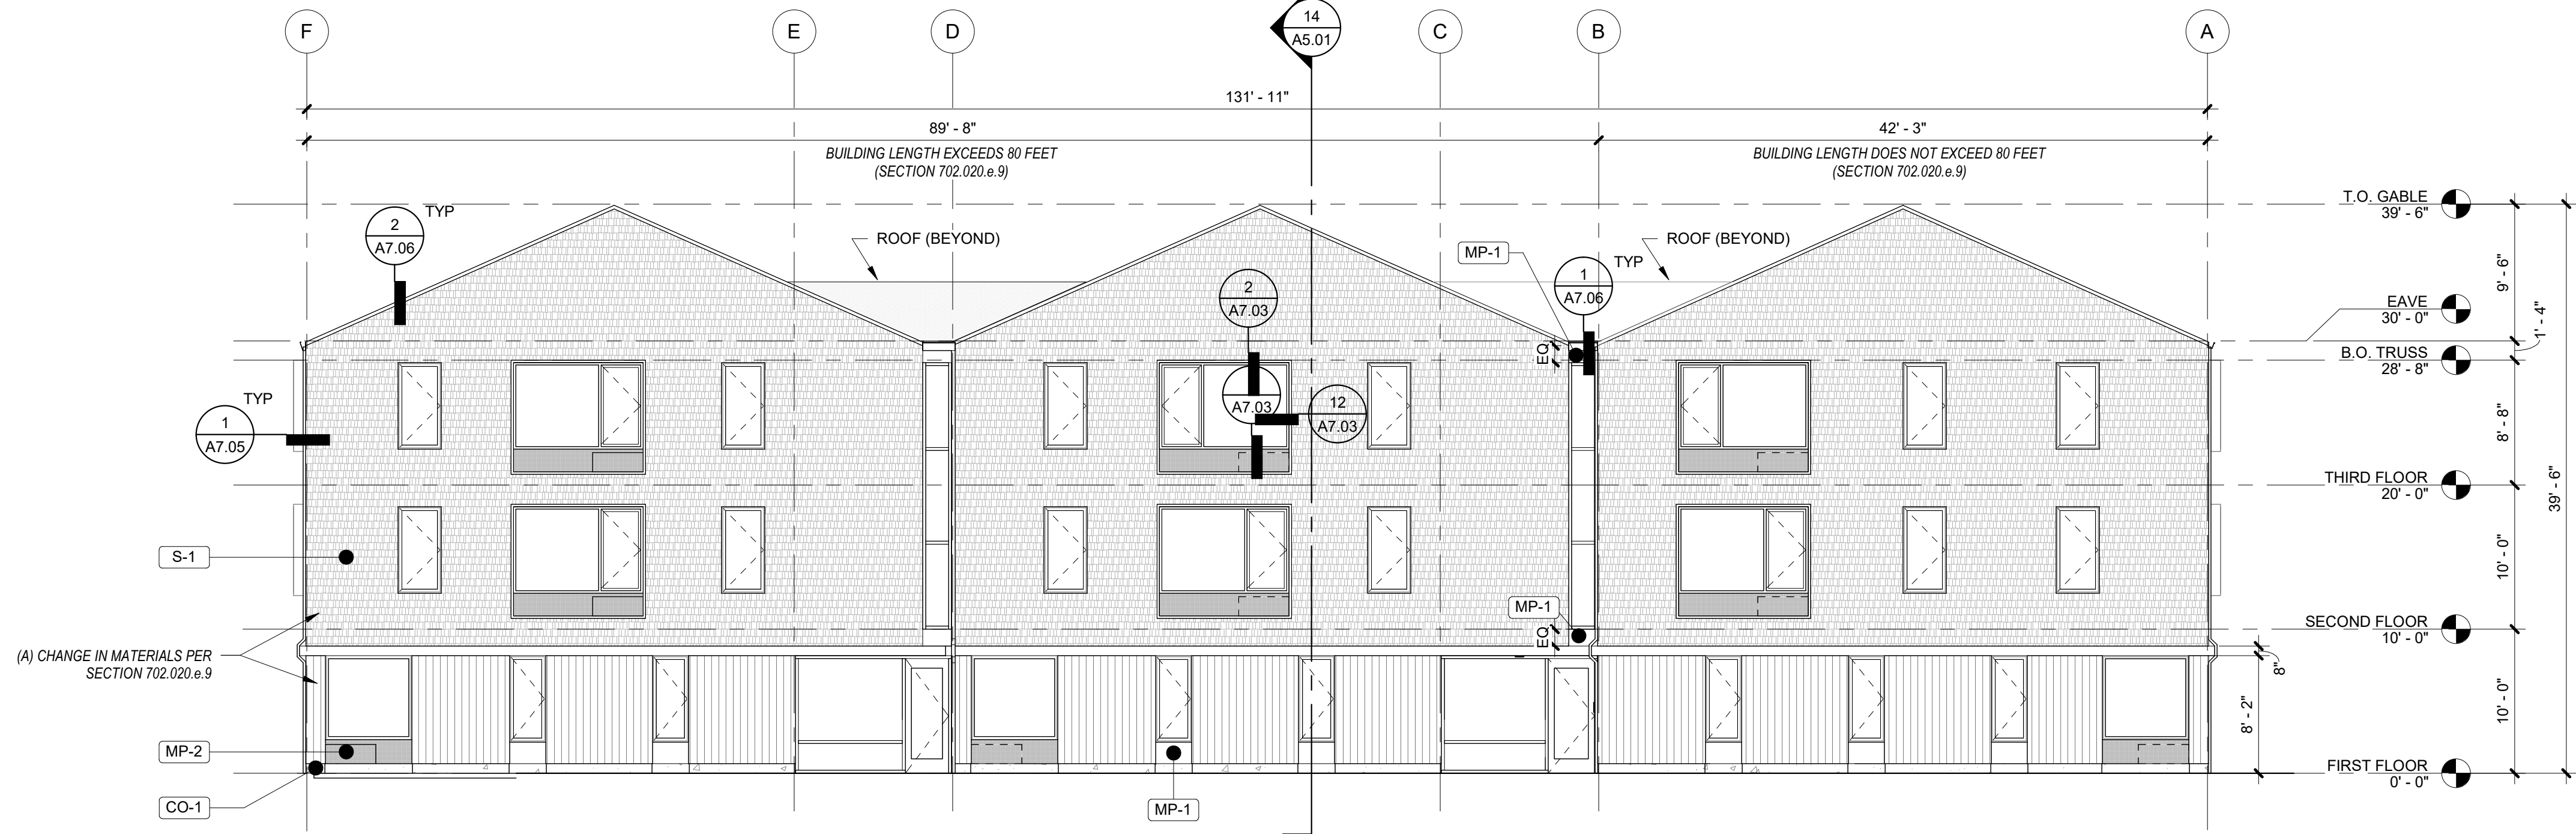 F
E
D
14
A5.01
C
B
A
131' - 11"
89' - 8"
42' - 3"
BUILDING LENGTH EXCEEDS 80 FEET
(SECTION 702.020.e.9)
BUILDING LENGTH DOES NOT EXCEED 80 FEET
(SECTION 702.020.e.9)
2
A7.06
TYP
ROOF (BEYOND)
2
A7.03
MP-1
1
A7.06
TYP
ROOF (BEYOND)
T.O. GABLE
39' - 6"
9' - 6"
EAVE
30' - 0"
1' - 4"
B.O. TRUSS
28' - 8"
EQ
1
A7.05
TYP
A7.03
12
A7.03
8' - 8"
THIRD FLOOR
20' - 0"
39' - 6"
S-1
10' - 0"
MP-1
EQ
SECOND FLOOR
10' - 0"
(A) CHANGE IN MATERIALS PER
SECTION 702.020.e.9
8"
8' - 2"
10' - 0"
MP-2
CO-1
MP-1
FIRST FLOOR
0' - 0"